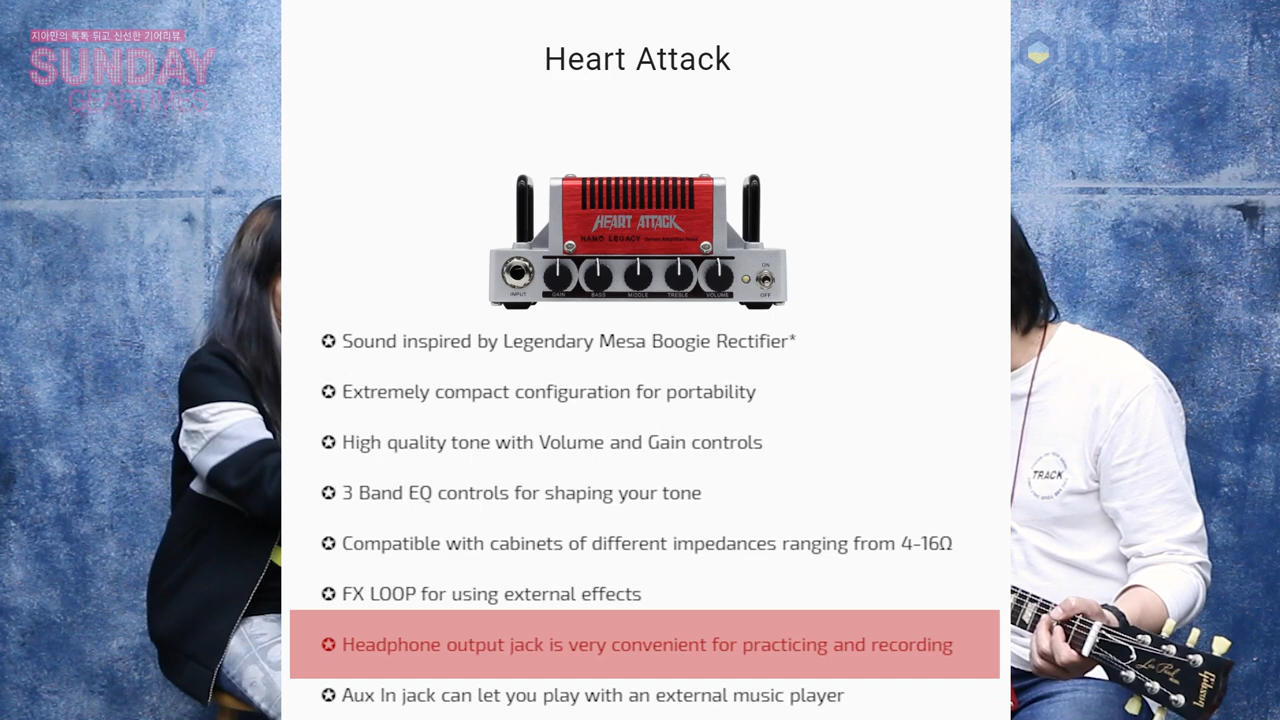 지아만의 톡톡 튀고 신선한 기어리뷰
SUNDAY
GEARTIMES
Heart Attack
HEART ATTACK
NANO LEGACY
INPUT
GAIN
BASS
MIDDLE
TREBLE
VOLUME
ON
OFF
✪ Sound inspired by Legendary Mesa Boogie Rectifier*
✪ Extremely compact configuration for portability
✪ High quality tone with Volume and Gain controls
✪ 3 Band EQ controls for shaping your tone
✪ Compatible with cabinets of different impedances ranging from 4-16Ω
✪ FX LOOP for using external effects
✪ Headphone output jack is very convenient for practicing and recording
✪ Aux In jack can let you play with an external music player
TRACK
Les Paul
Gibson